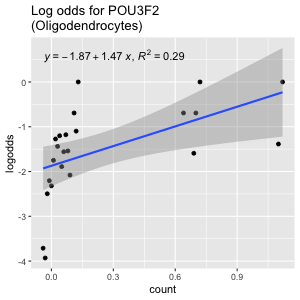 Log odds for POU3F2
(Oligodendrocytes)
y = −1.87 + 1.47 x, R² = 0.29
0
-1
-2
-3
-4
logodds
0.0 0.3 0.6 0.9
count